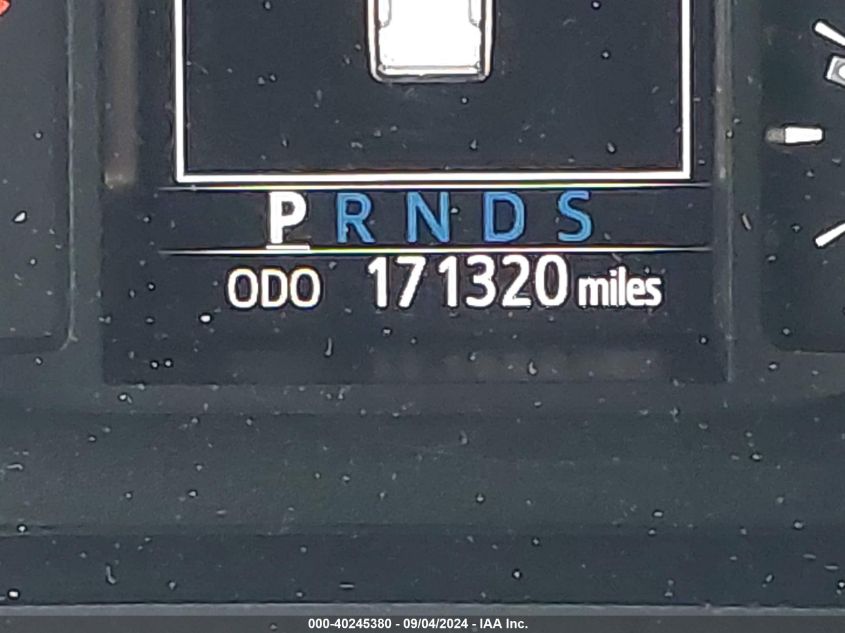 P R N D S
ODO 171320 miles
000-40245380 - 09/04/2024 - IAA Inc.